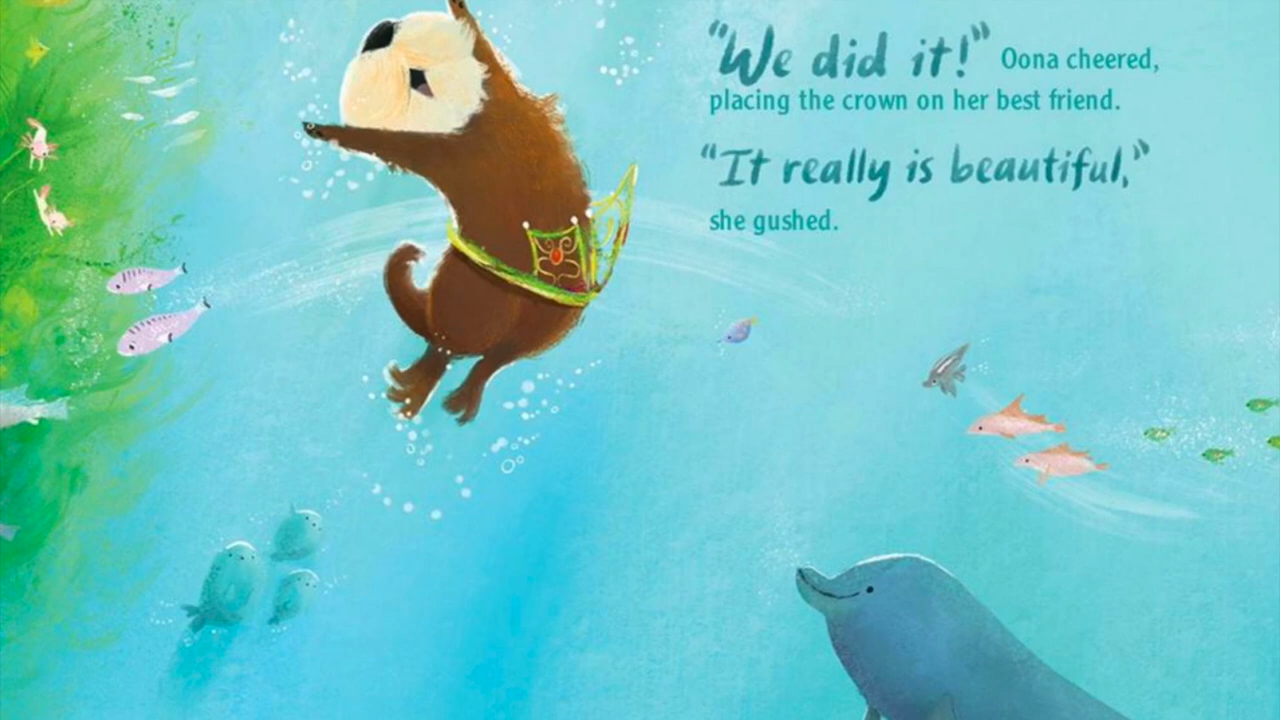 “We did it!” Oona cheered,
placing the crown on her best friend.
“It really is beautiful,”
she gushed.